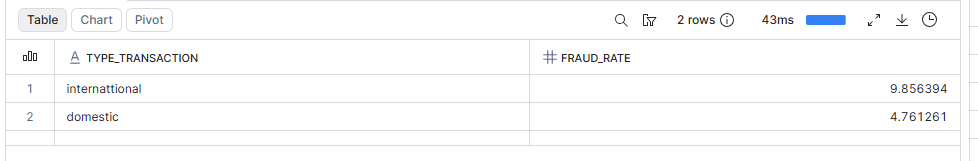 Table Chart Pivot 2 rows 43ms
TYPE_TRANSACTION FRAUD_RATE
1 internattional 9.856394
2 domestic 4.761261